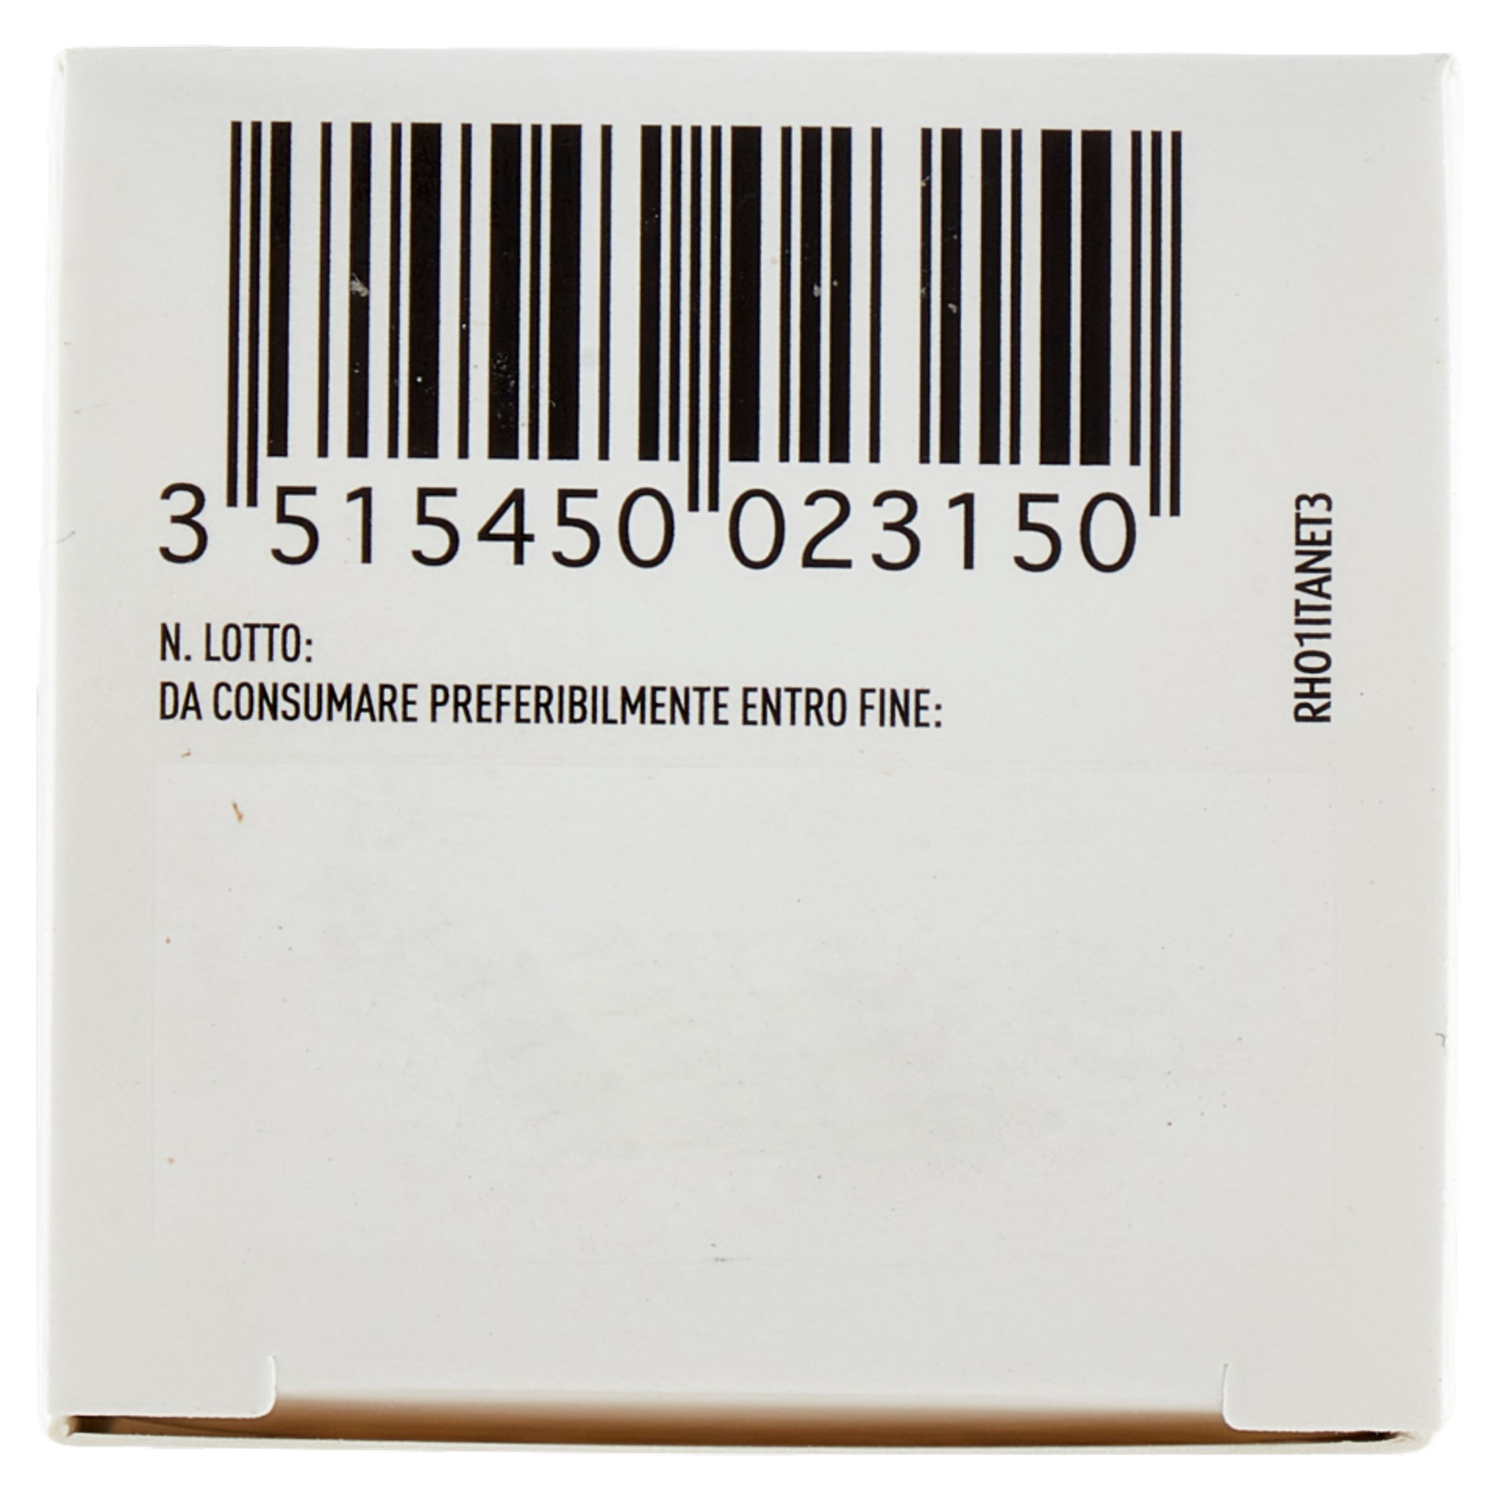 3 515450 023150
N. LOTTO:
DA CONSUMARE PREFERIBILMENTE ENTRO FINE:
RHO1ITANET3